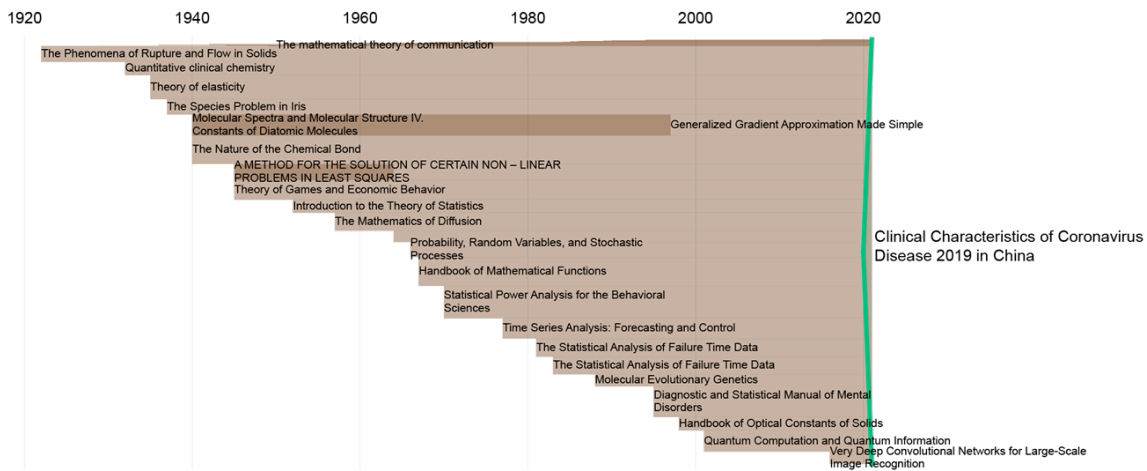 1920 1940 1960 1980 2000 2020
The mathematical theory of communication
The Phenomena of Rupture and Flow in Solids
Quantitative clinical chemistry
Theory of elasticity
The Species Problem in Iris
Molecular Spectra and Molecular Structure IV.
Constants of Diatomic Molecules
Generalized Gradient Approximation Made Simple
The Nature of the Chemical Bond
A METHOD FOR THE SOLUTION OF CERTAIN NON – LINEAR
PROBLEMS IN LEAST SQUARES
Theory of Games and Economic Behavior
Introduction to the Theory of Statistics
The Mathematics of Diffusion
Probability, Random Variables, and Stochastic
Processes
Clinical Characteristics of Coronavirus
Disease 2019 in China
Handbook of Mathematical Functions
Statistical Power Analysis for the Behavioral
Sciences
Time Series Analysis: Forecasting and Control
The Statistical Analysis of Failure Time Data
The Statistical Analysis of Failure Time Data
Molecular Evolutionary Genetics
Diagnostic and Statistical Manual of Mental
Disorders
Handbook of Optical Constants of Solids
Quantum Computation and Quantum Information
Very Deep Convolutional Networks for Large-Scale
Image Recognition